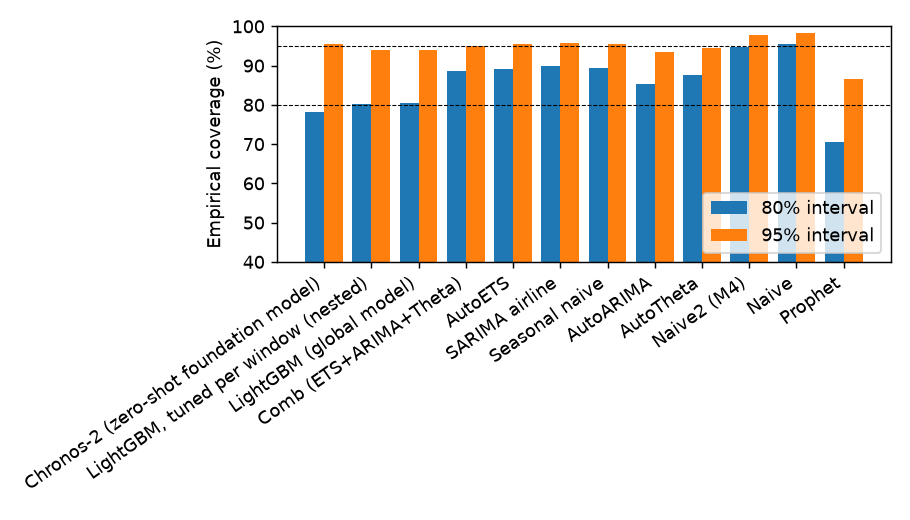 Empirical coverage (%)
100
90
80
70
60
50
40
80% interval
95% interval
Chronos-2 (zero-shot foundation model)
LightGBM, tuned per window (nested)
LightGBM (global model)
Comb (ETS+ARIMA+Theta)
AutoETS
SARIMA airline
Seasonal naive
AutoARIMA
AutoTheta
Naive2 (M4)
Naive
Prophet